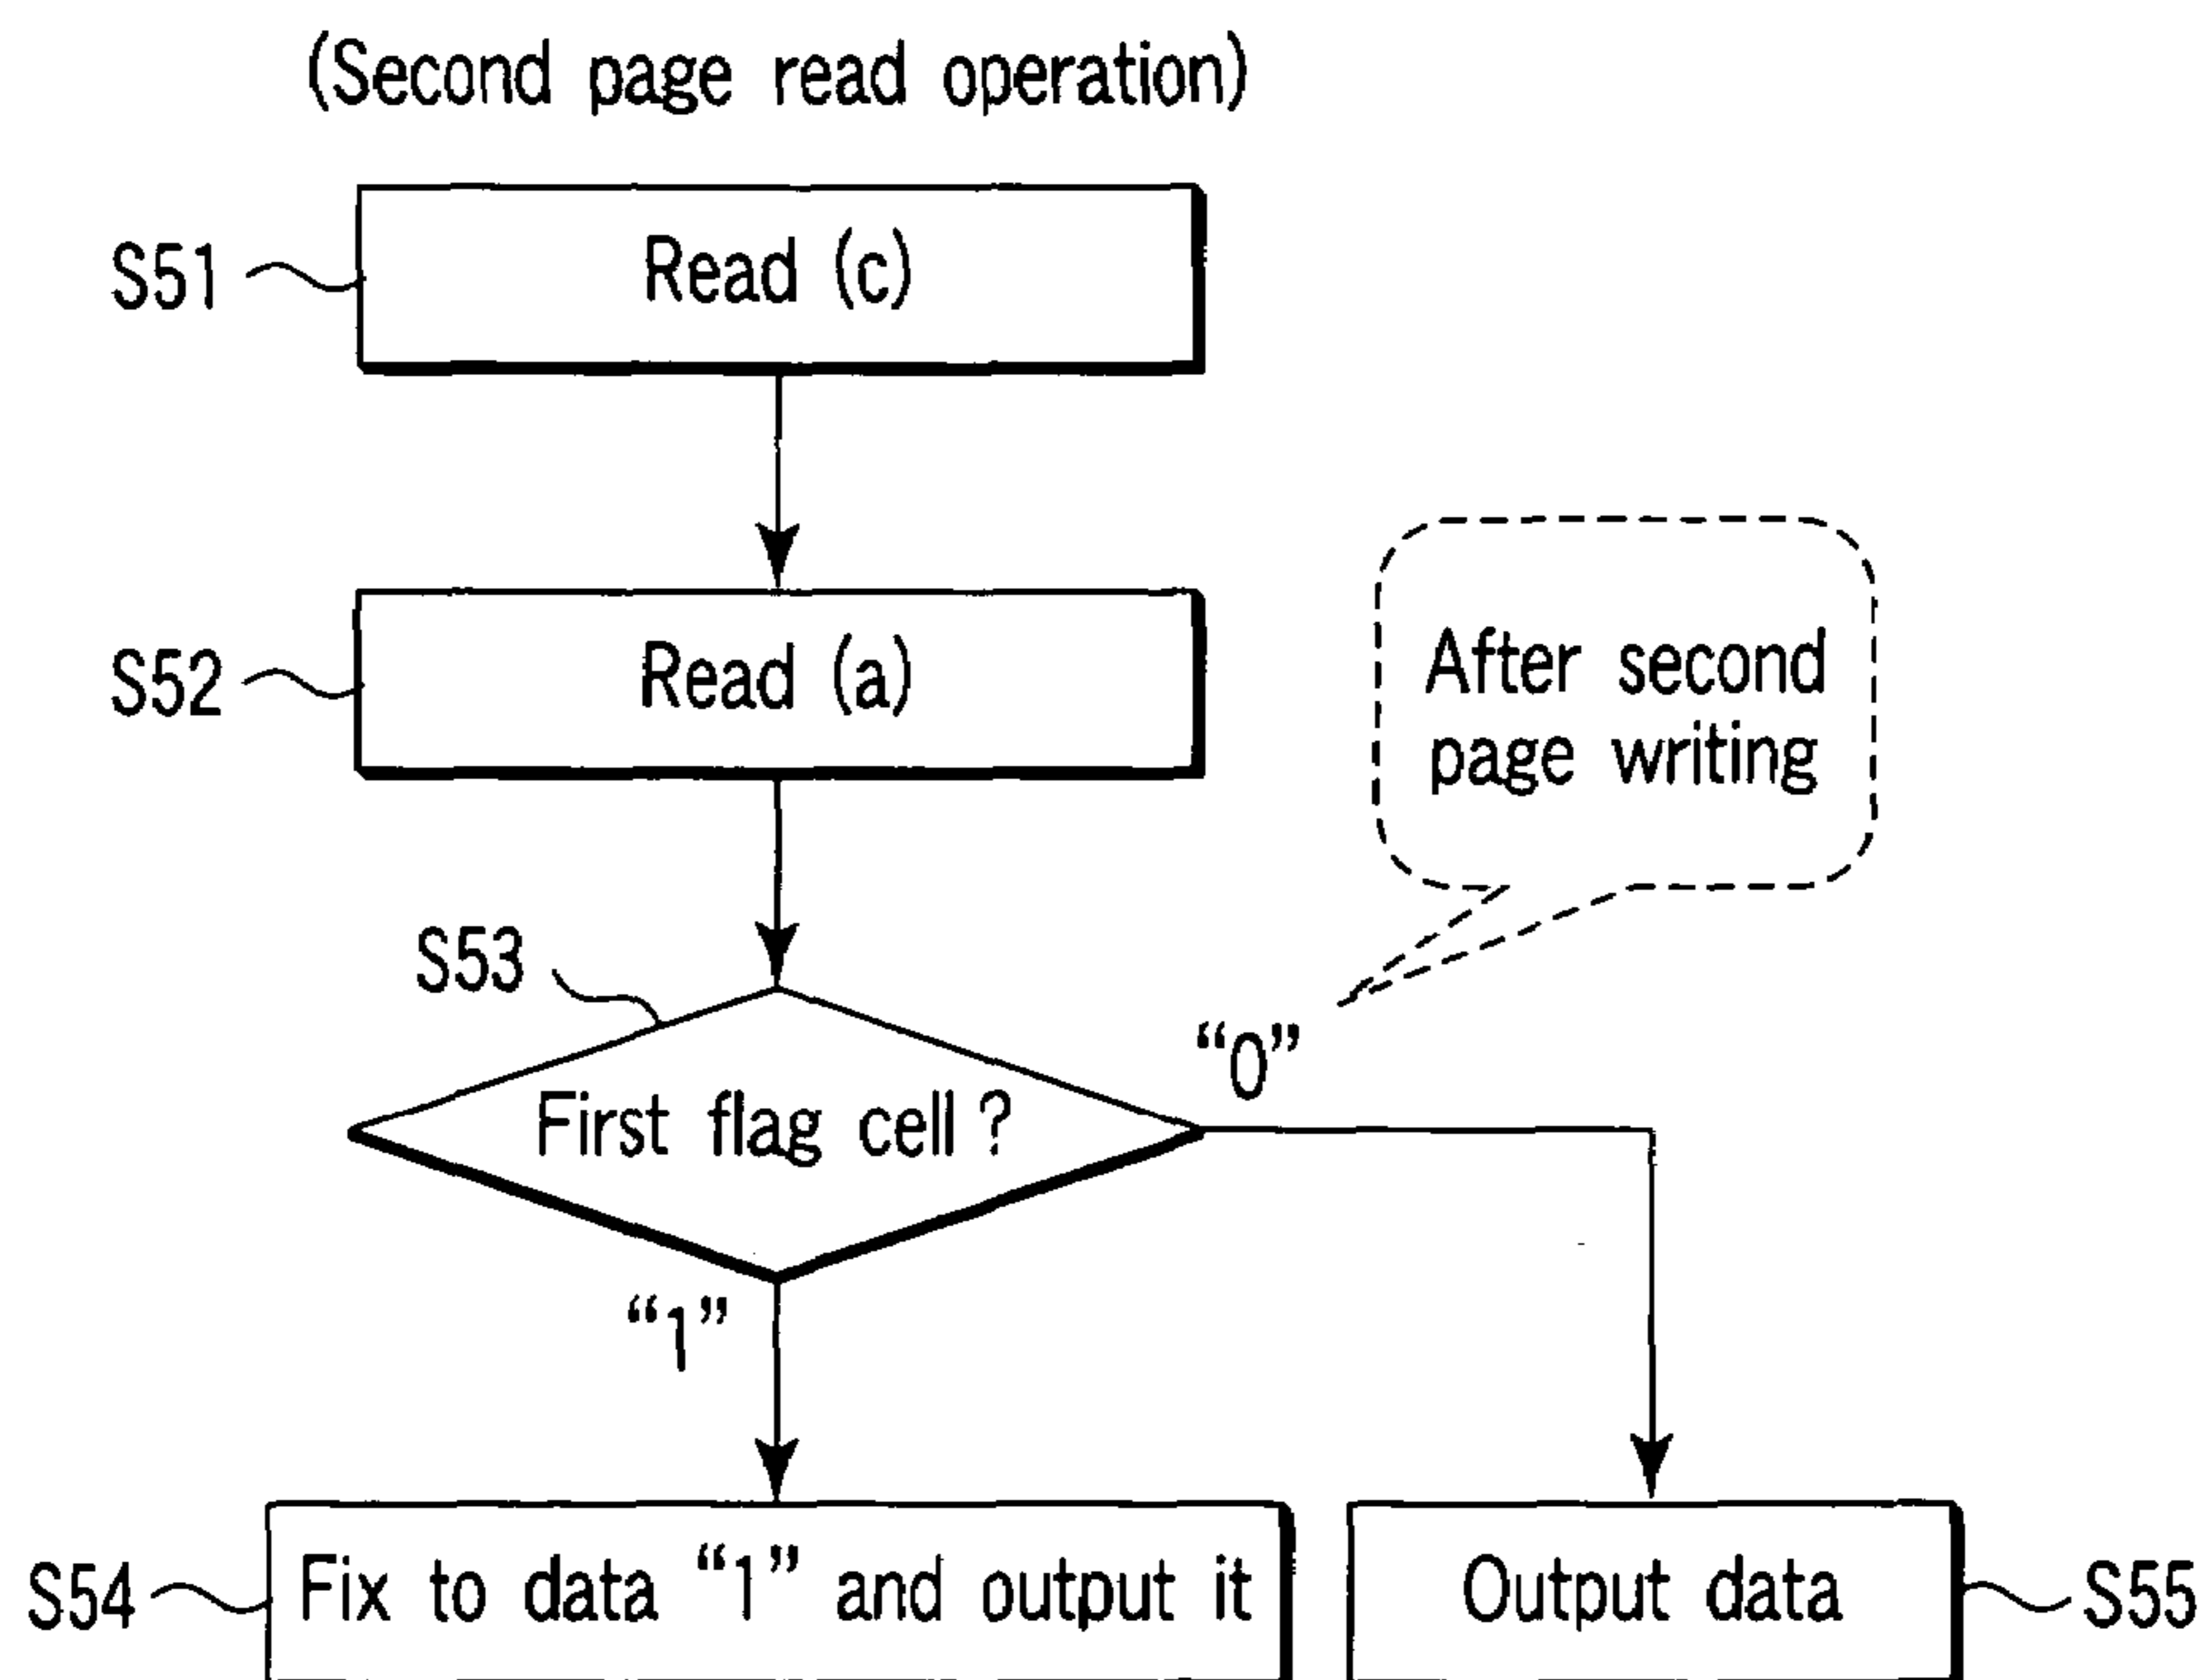 (Second page read operation)
S51
Read (c)
S52
Read (a)
After second
page writing
S53
First flag cell ?
“0”
“1”
S54
Fix to data “1” and output it
Output data
S55